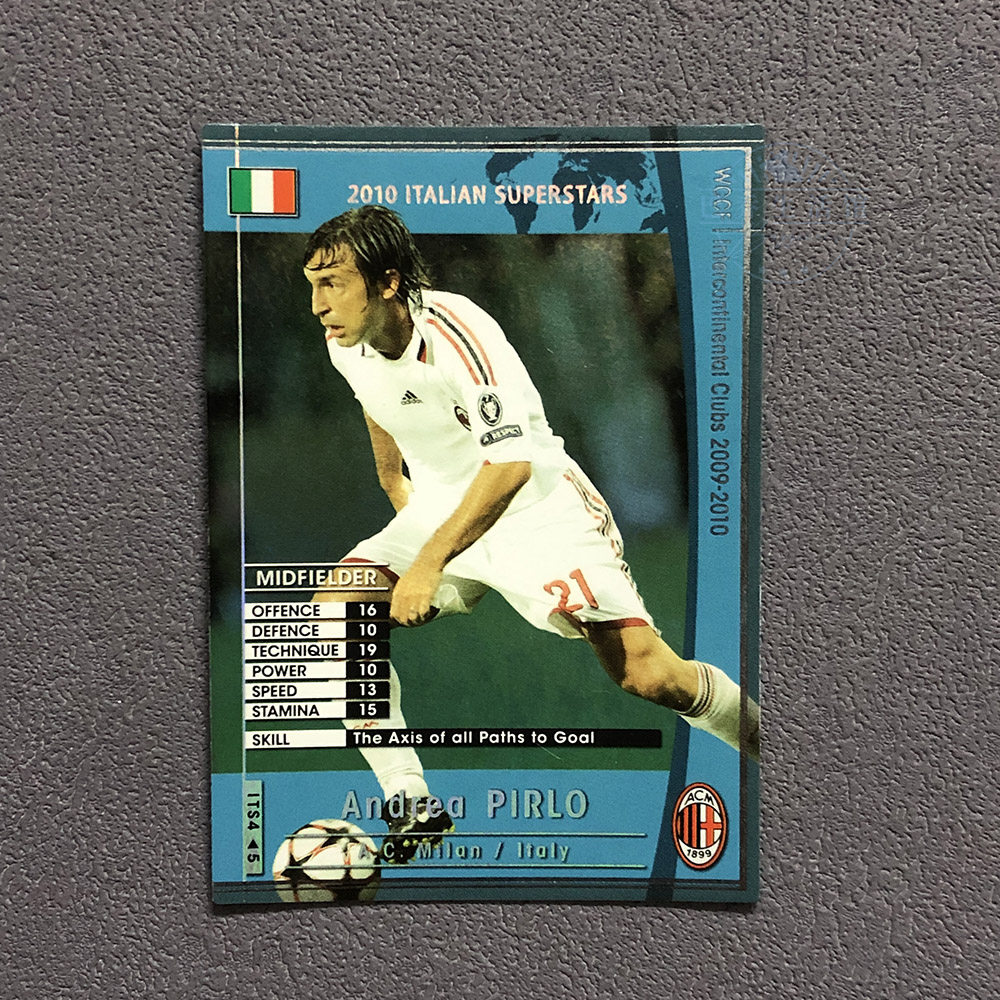 2010 ITALIAN SUPERSTARS
WCCF | Intercontinental Clubs 2009-2010
adidas
RESPECT
21
MIDFIELDER
OFFENCE 16
DEFENCE 10
TECHNIQUE 19
POWER 10
SPEED 13
STAMINA 15
SKILL The Axis of all Paths to Goal
ITS4 ◀ 5
Andrea PIRLO
A.C. Milan / Italy
ACM
1899